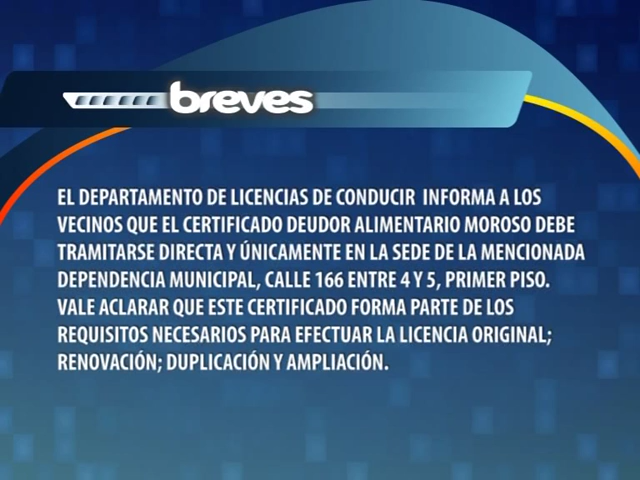 breves
EL DEPARTAMENTO DE LICENCIAS DE CONDUCIR INFORMA A LOS
VECINOS QUE EL CERTIFICADO DEUDOR ALIMENTARIO MOROSO DEBE
TRAMITARSE DIRECTA Y ÚNICAMENTE EN LA SEDE DE LA MENCIONADA
DEPENDENCIA MUNICIPAL, CALLE 166 ENTRE 4 Y 5, PRIMER PISO.
VALE ACLARAR QUE ESTE CERTIFICADO FORMA PARTE DE LOS
REQUISITOS NECESARIOS PARA EFECTUAR LA LICENCIA ORIGINAL;
RENOVACIÓN; DUPLICACIÓN Y AMPLIACIÓN.